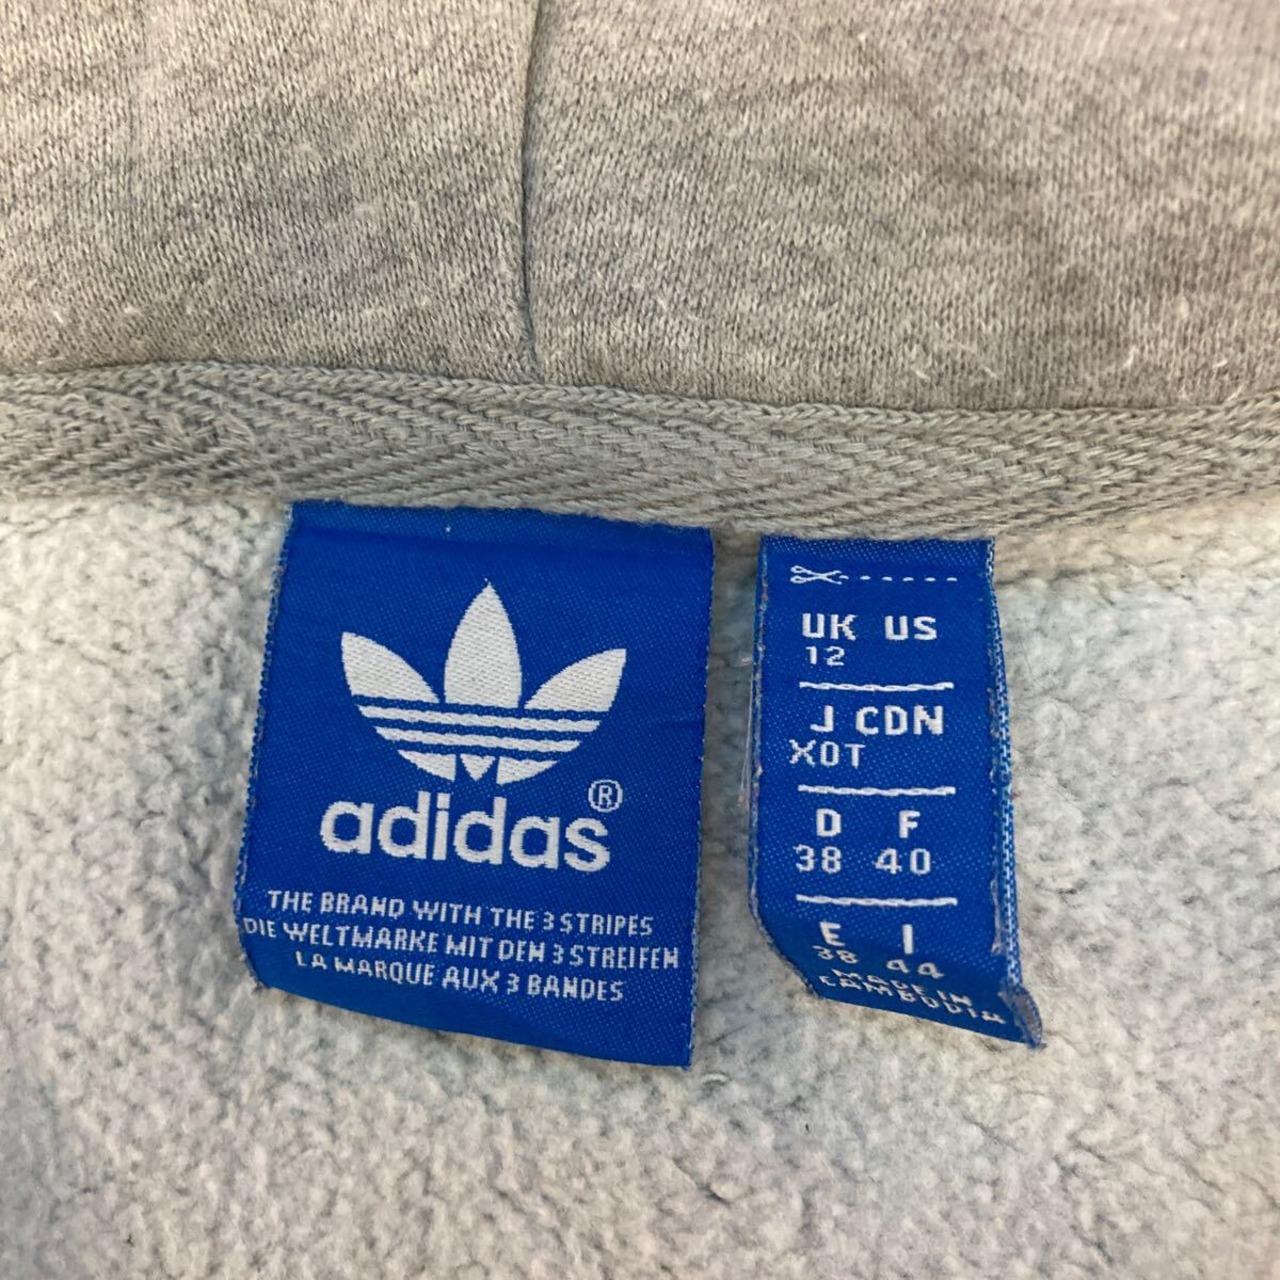 adidas®
THE BRAND WITH THE 3 STRIPES
DIE WELTMARKE MIT DEN 3 STREIFEN
LA MARQUE AUX 3 BANDES
UK US
12
J CDN
XOT
D F
38 40
E I
38 44
MADE IN
CAMBODIA